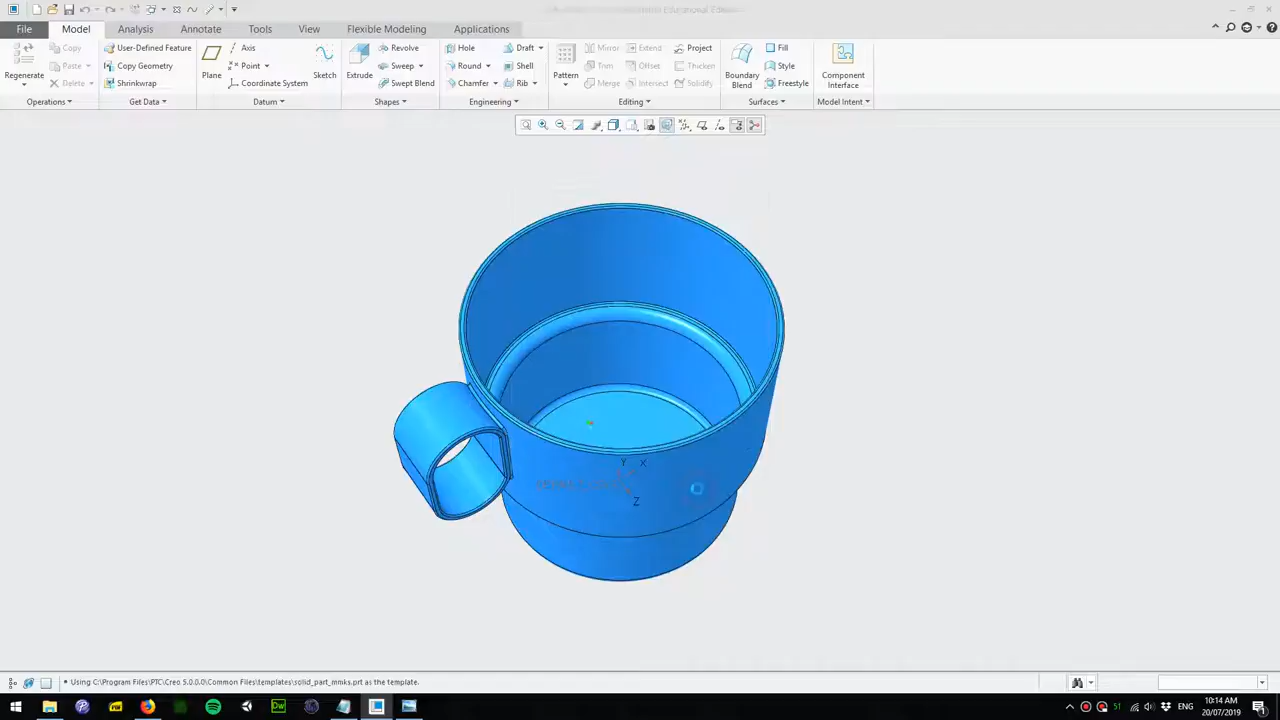 Educational Edition
File Model Analysis Annotate Tools View Flexible Modeling Applications
Regenerate Copy Paste Delete Operations
User-Defined Feature Copy Geometry Shrinkwrap Get Data
Plane Axis Point Coordinate System Sketch Datum
Extrude Revolve Sweep Swept Blend Shapes
Hole Round Chamfer Draft Shell Rib Engineering
Pattern Mirror Trim Merge Extend Offset Intersect Project Thicken Solidify Editing
Boundary Blend Fill Style Freestyle Surfaces
Component Interface Model Intent
Y X
Z
• Using C:\Program Files\PTC\Creo 5.0.0.0\Common Files\templates\solid_part_mmks.prt as the template.
Dw 51 ENG 10:14 AM
20/07/2019